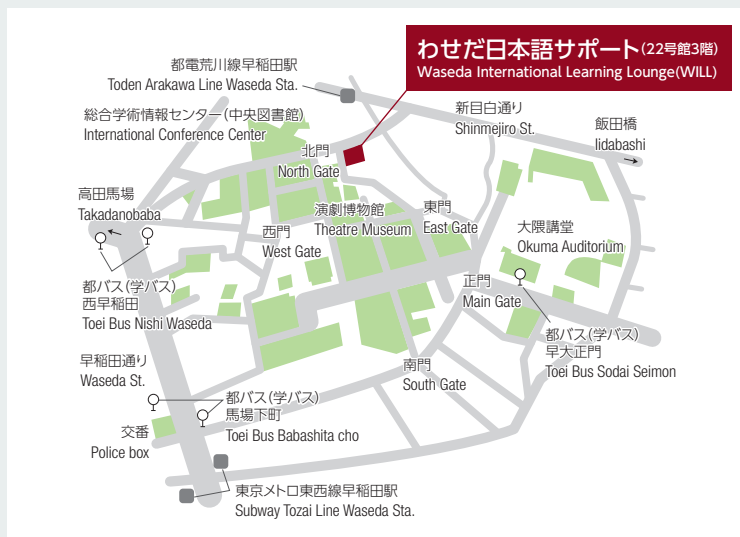 わせだ日本語サポート(22号館3階)
Waseda International Learning Lounge(WILL)
都電荒川線早稲田駅
Toden Arakawa Line Waseda Sta.
新目白通り
Shinmejiro St.
飯田橋
Iidabashi
総合学術情報センター(中央図書館)
International Conference Center
北門
North Gate
高田馬場
Takadanobaba
演劇博物館
Theatre Museum
東門
East Gate
西門
West Gate
大隈講堂
Okuma Auditorium
都バス(学バス)
西早稲田
Toei Bus Nishi Waseda
正門
Main Gate
都バス(学バス)
早大正門
Toei Bus Sodai Seimon
早稲田通り
Waseda St.
南門
South Gate
都バス(学バス)
馬場下町
Toei Bus Babashita cho
交番
Police box
東京メトロ東西線早稲田駅
Subway Tozai Line Waseda Sta.